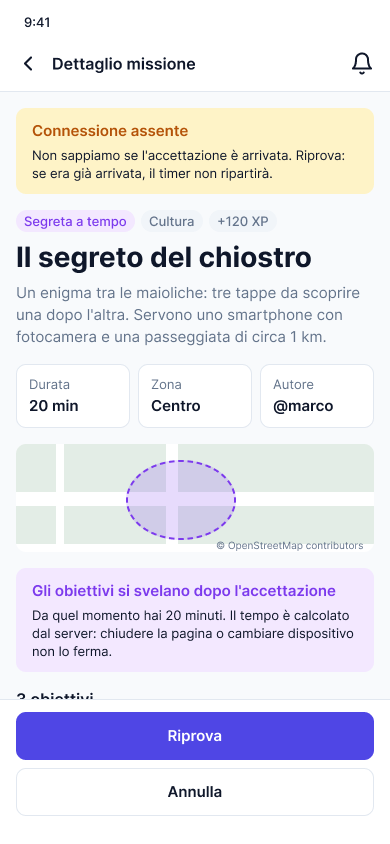 9:41
Dettaglio missione
Connessione assente
Non sappiamo se l'accettazione è arrivata. Riprova:
se era già arrivata, il timer non ripartirà.
Segreta a tempo
Cultura
+120 XP
Il segreto del chiostro
Un enigma tra le maioliche: tre tappe da scoprire
una dopo l'altra. Servono uno smartphone con
fotocamera e una passeggiata di circa 1 km.
Durata
20 min
Zona
Centro
Autore
@marco
© OpenStreetMap contributors
Gli obiettivi si svelano dopo l'accettazione
Da quel momento hai 20 minuti. Il tempo è calcolato
dal server: chiudere la pagina o cambiare dispositivo
non lo ferma.
3 obiettivi
Riprova
Annulla